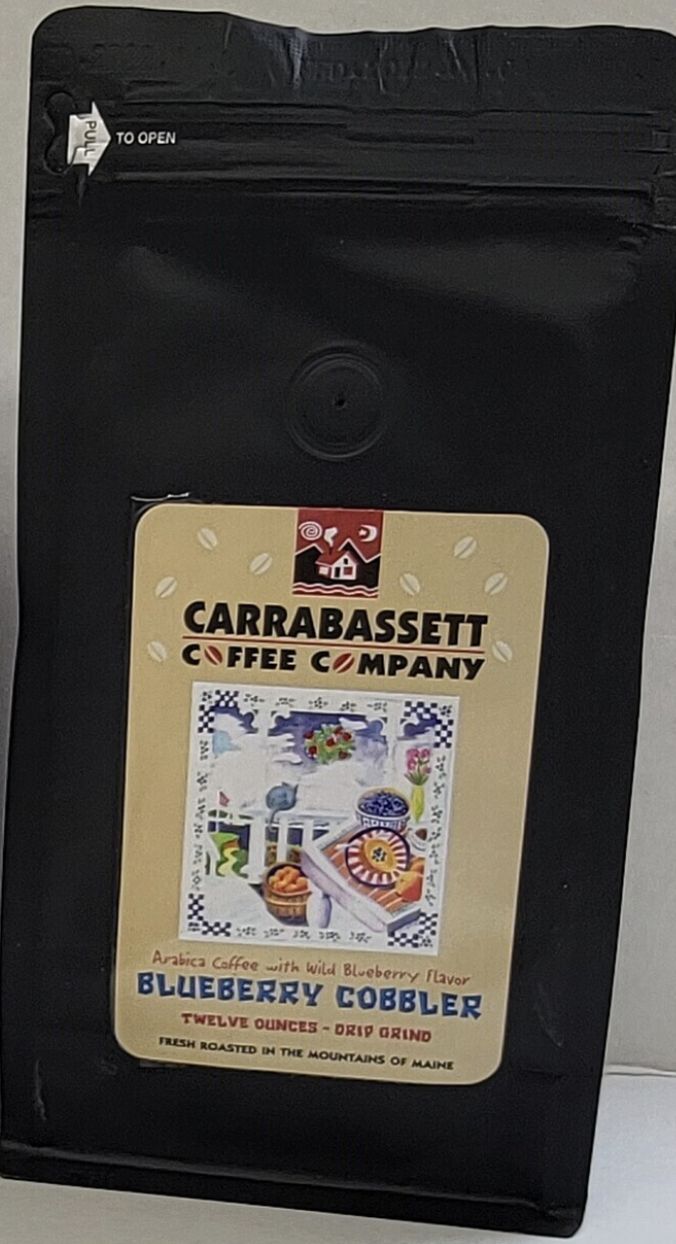 PULL
TO OPEN
CARRABASSETT
COFFEE COMPANY
Arabica Coffee with Wild Blueberry Flavor
BLUEBERRY COBBLER
TWELVE OUNCES - DRIP GRIND
FRESH ROASTED IN THE MOUNTAINS OF MAINE